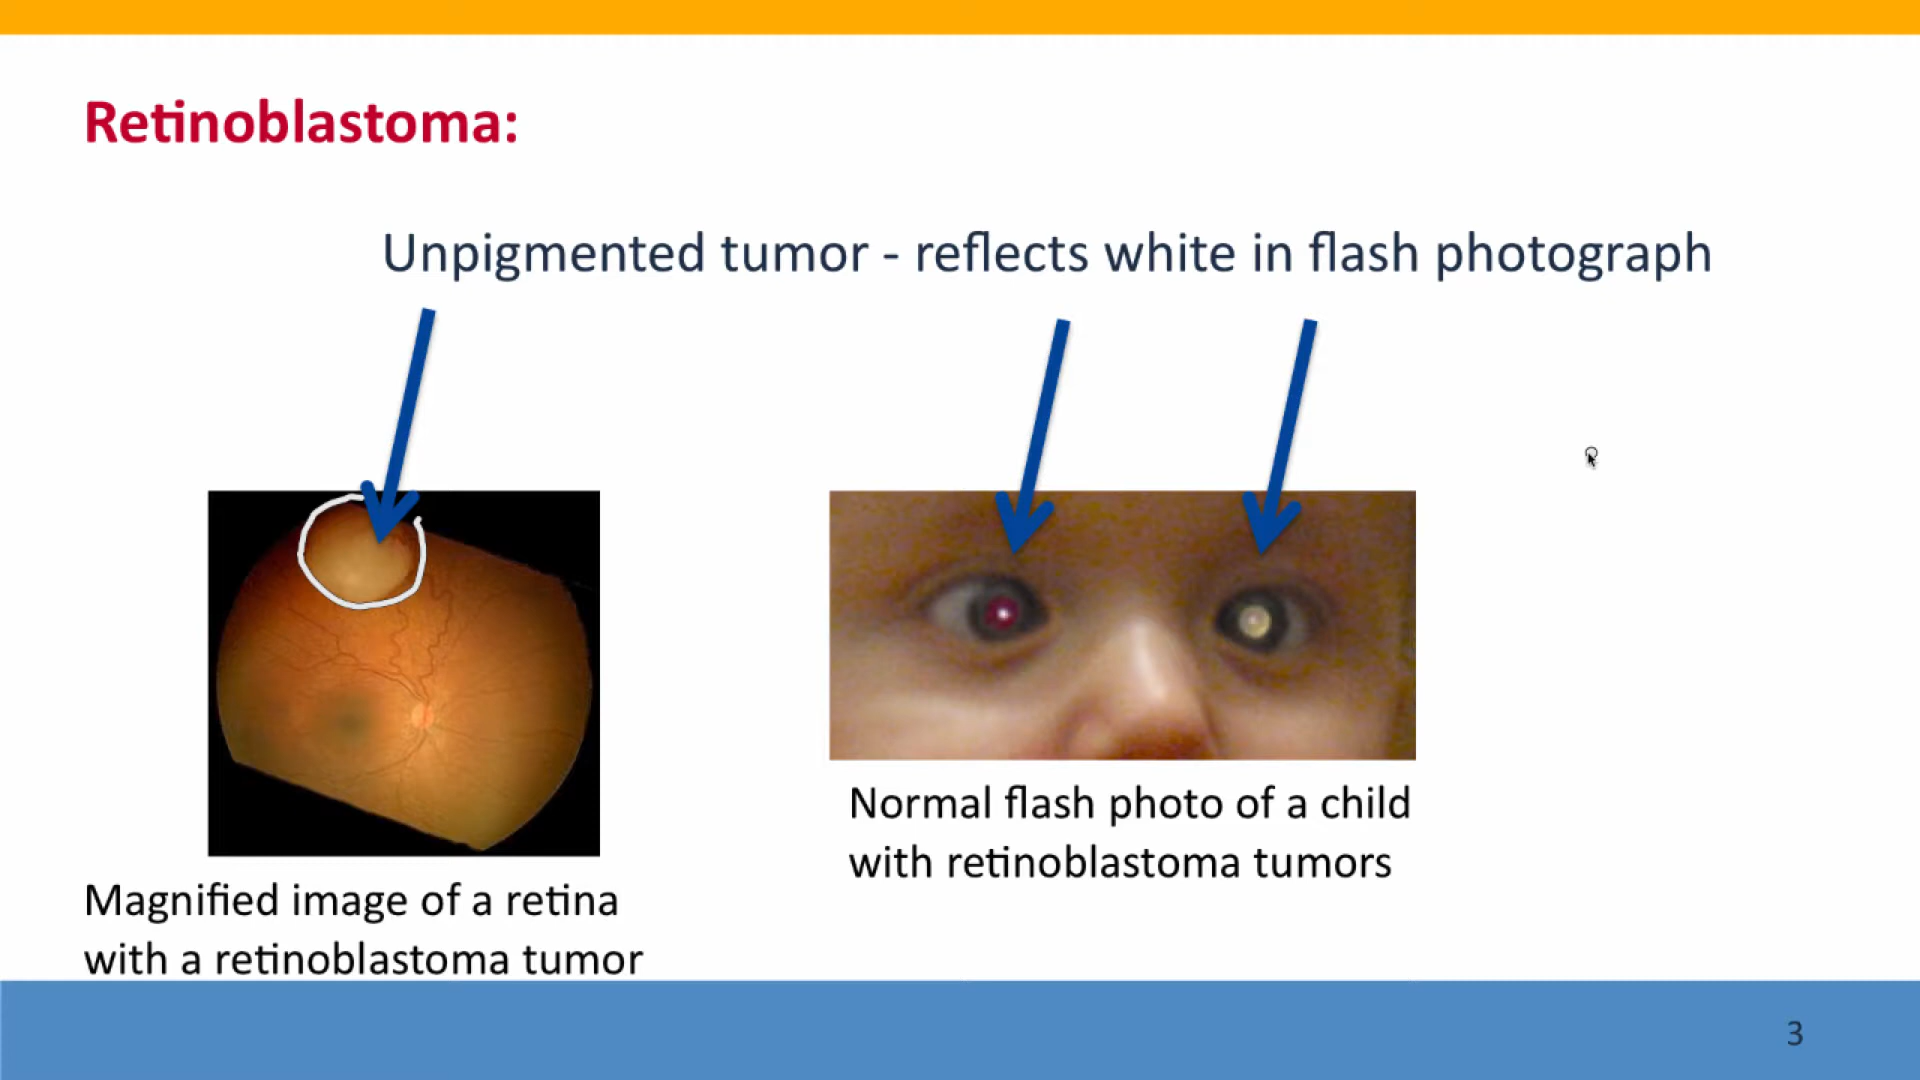 Retinoblastoma:
Unpigmented tumor - reflects white in flash photograph
Normal flash photo of a child
with retinoblastoma tumors
Magnified image of a retina
with a retinoblastoma tumor
3